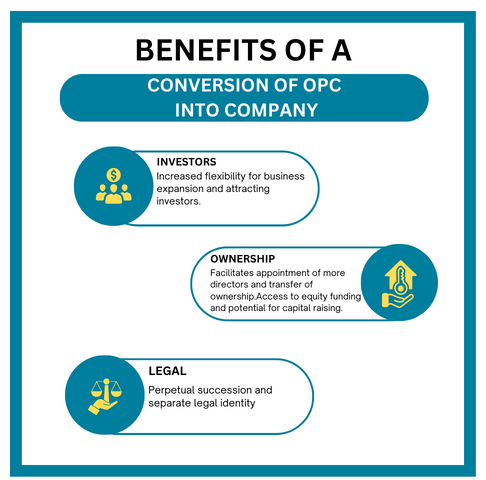 BENEFITS OF A
CONVERSION OF OPC
INTO COMPANY
$
INVESTORS
Increased flexibility for business
expansion and attracting
investors.
OWNERSHIP
Facilitates appointment of more
directors and transfer of
ownership.Access to equity funding
and potential for capital raising.
LEGAL
Perpetual succession and
separate legal identity